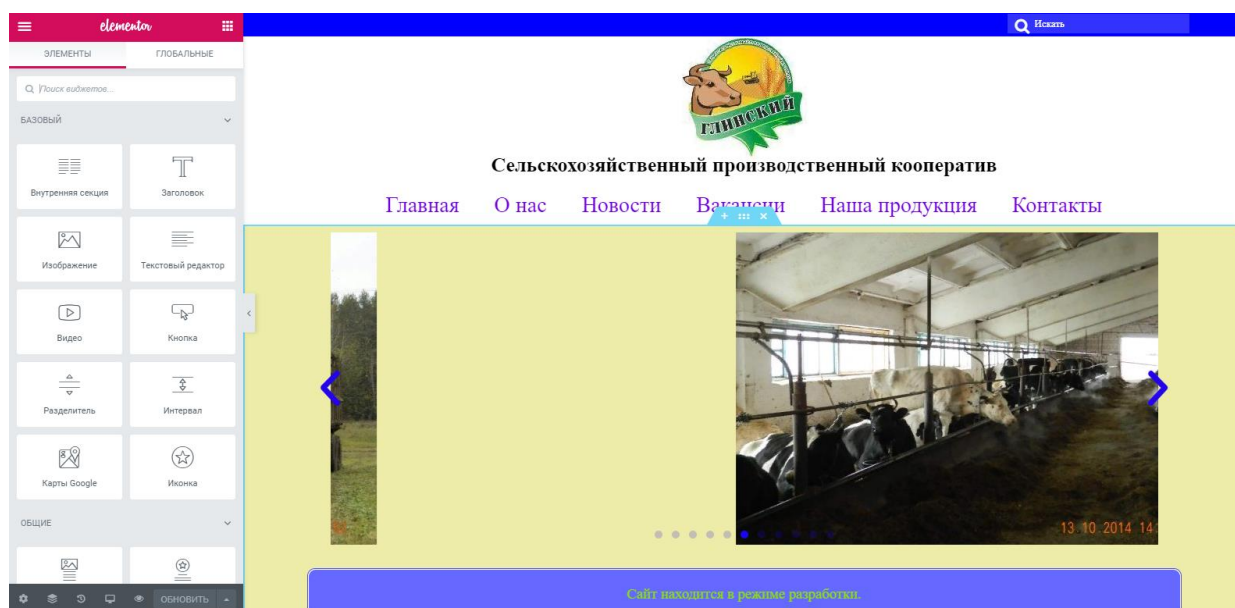 elementor
ЭЛЕМЕНТЫ ГЛОБАЛЬНЫЕ
Поиск виджетов...
БАЗОВЫЙ
Внутренняя секция Заголовок
Изображение Текстовый редактор
Видео Кнопка
Разделитель Интервал
Карты Google Иконка
ОБЩИЕ
ОБНОВИТЬ
Искать
ГЛИНСКИЙ
Сельскохозяйственный производственный кооператив
Главная О нас Новости Вакансии Наша продукция Контакты
13 10 2014 14
Сайт находится в режиме разработки.